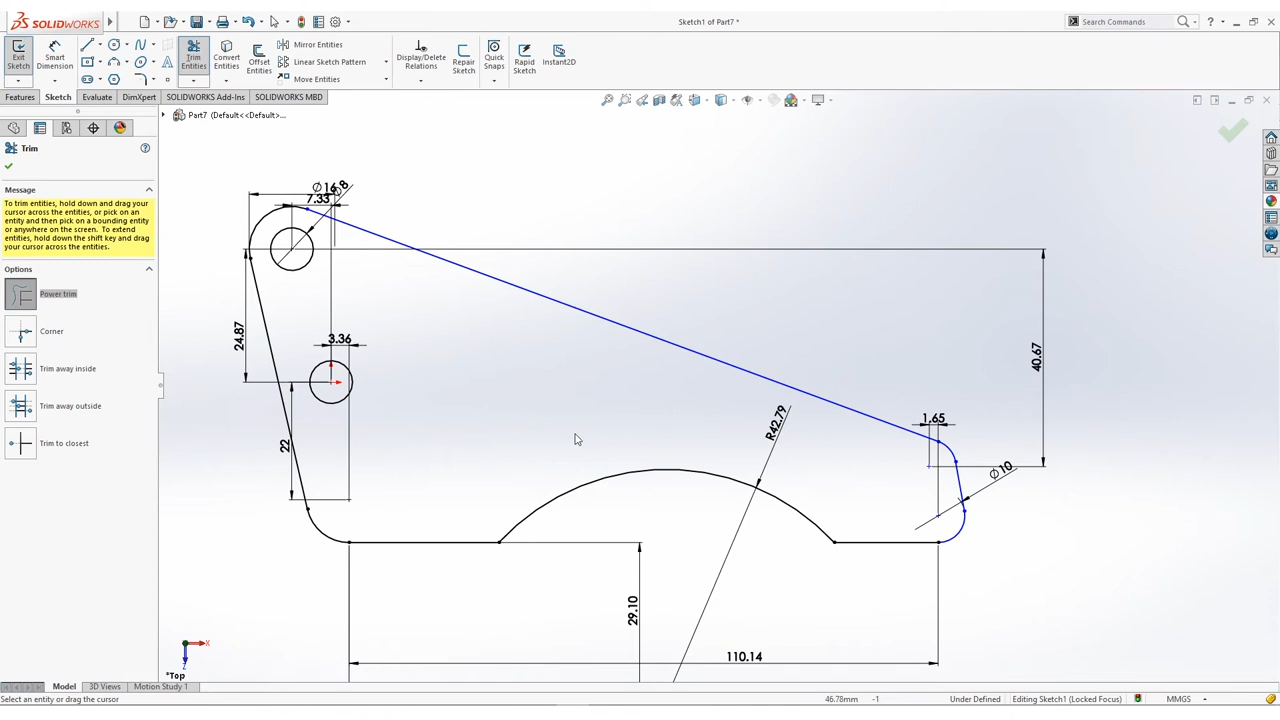 SOLIDWORKS
Sketch1 of Part7 *
Search Commands
Exit Sketch
Smart Dimension
Trim Entities
Convert Entities
Offset Entities
Mirror Entities
Linear Sketch Pattern
Move Entities
Display/Delete Relations
Repair Sketch
Quick Snaps
Rapid Sketch
Instant2D
Features
Sketch
Evaluate
DimXpert
SOLIDWORKS Add-Ins
SOLIDWORKS MBD
Part7 (Default<<Default>...
Trim
Message
To trim entities, hold down and drag your
cursor across the entities, or pick on an
entity and then pick on a bounding entity
or anywhere on the screen. To extend
entities, hold down the shift key and drag
your cursor across the entities.
Options
Power trim
Corner
Trim away inside
Trim away outside
Trim to closest
Ø16
Ø8
7.33
24.87
3.36
22
R42.79
1.65
Ø10
40.67
29.10
110.14
X
Z
*Top
Model
3D Views
Motion Study 1
Select an entity or drag the cursor
46.78mm
-1
Under Defined
Editing Sketch1 (Locked Focus)
MMGS